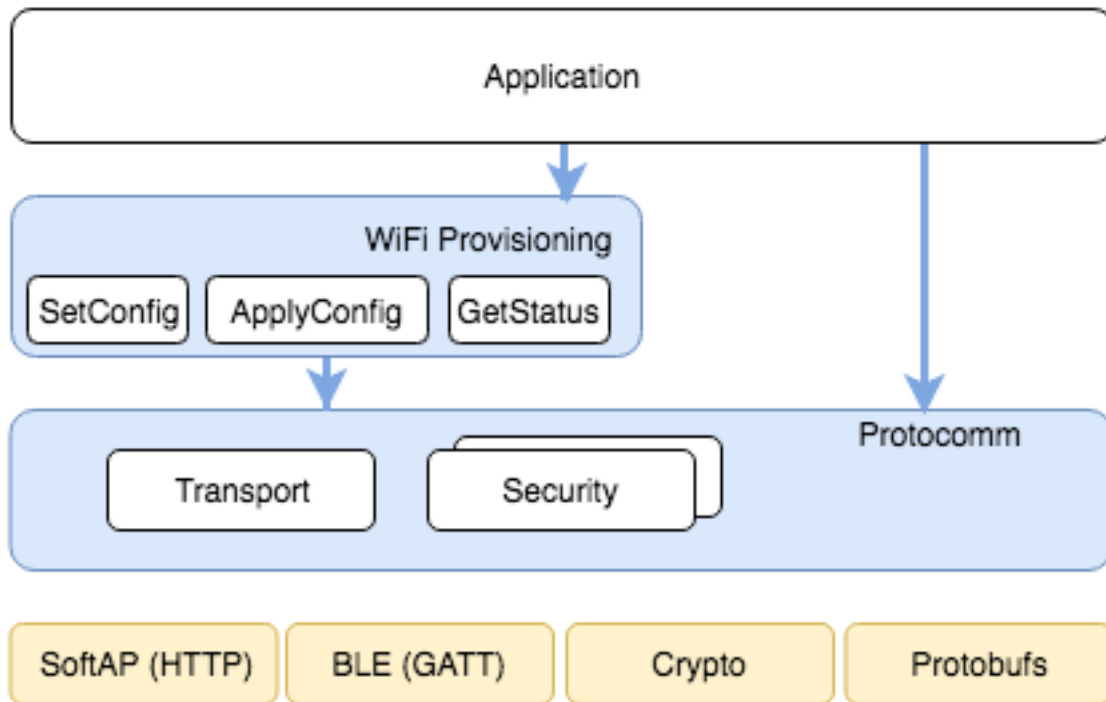 Application
WiFi Provisioning
SetConfig
ApplyConfig
GetStatus
Protocomm
Transport
Security
SoftAP (HTTP)
BLE (GATT)
Crypto
Protobufs